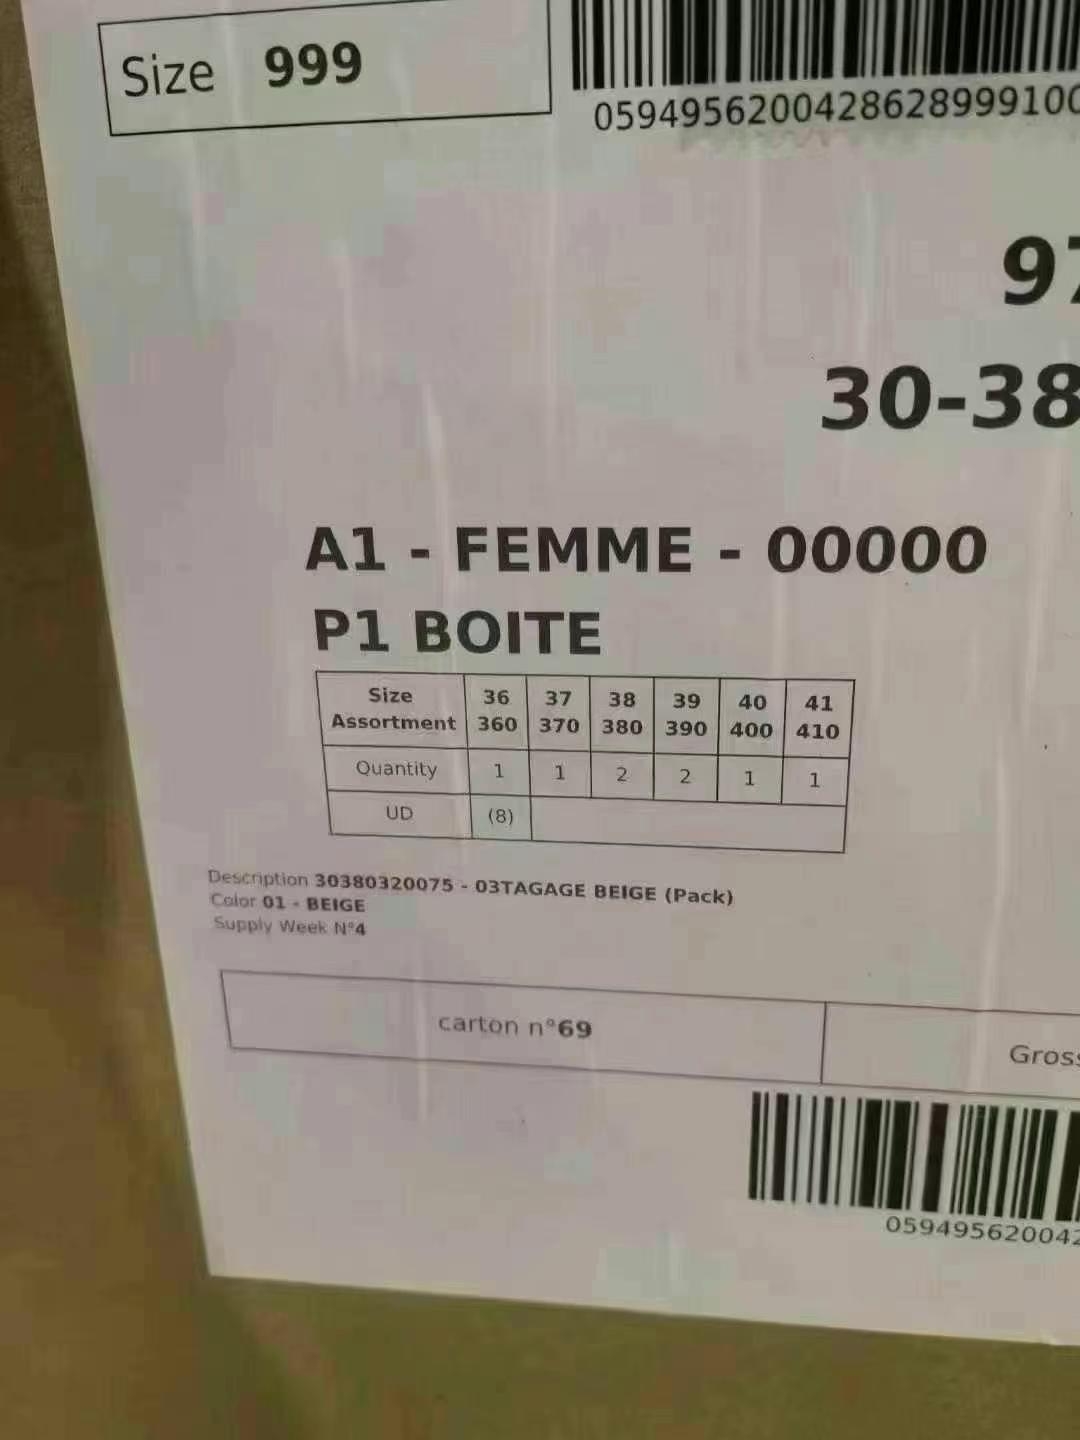 Size 999
0594956200428628999100
97
30-38
A1 - FEMME - 00000
P1 BOITE
Size Assortment 36 360 37 370 38 380 39 390 40 400 41 410
Quantity 1 1 2 2 1 1
UD (8)
Description 30380320075 - 03TAGAGE BEIGE (Pack)
Color 01 - BEIGE
Supply Week N°4
carton n°69
Gross
059495620042